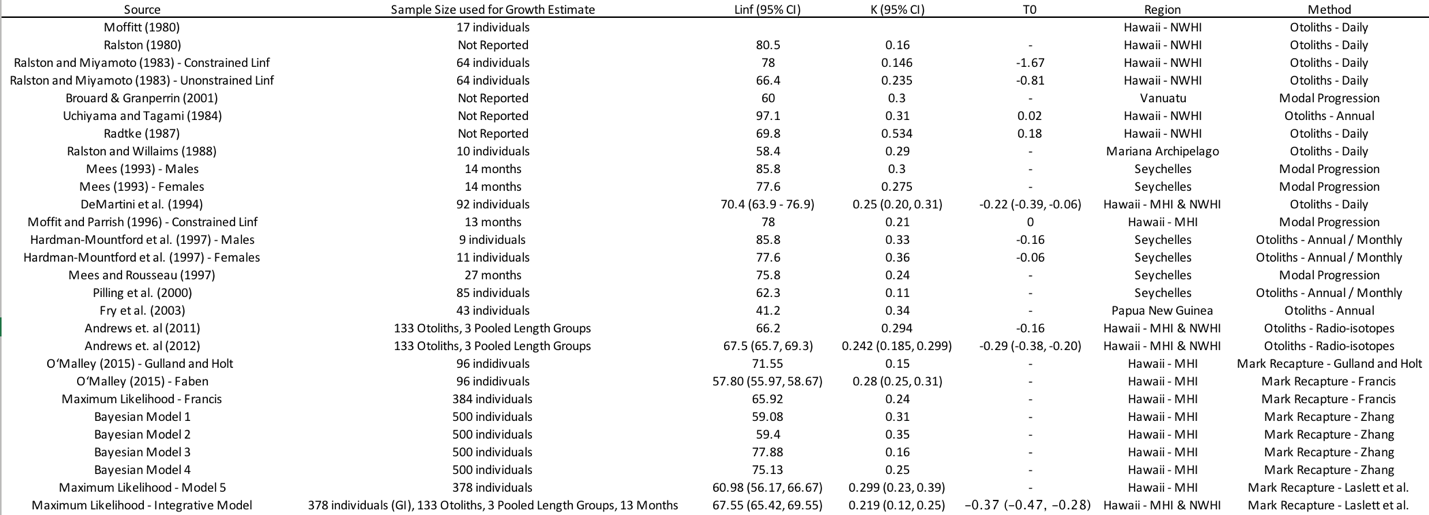 Source Sample Size used for Growth Estimate Linf (95% CI) K (95% CI) T0 Region Method
Moffitt (1980) 17 individuals Hawaii - NWHI Otoliths - Daily
Ralston (1980) Not Reported 80.5 0.16 - Hawaii - NWHI Otoliths - Daily
Ralston and Miyamoto (1983) - Constrained Linf 64 individuals 78 0.146 -1.67 Hawaii - NWHI Otoliths - Daily
Ralston and Miyamoto (1983) - Unonstrained Linf 64 individuals 66.4 0.235 -0.81 Hawaii - NWHI Otoliths - Daily
Brouard & Granperrin (2001) Not Reported 60 0.3 - Vanuatu Modal Progression
Uchiyama and Tagami (1984) Not Reported 97.1 0.31 0.02 Hawaii - NWHI Otoliths - Annual
Radtke (1987) Not Reported 69.8 0.534 0.18 Hawaii - NWHI Otoliths - Daily
Ralston and Willaims (1988) 10 individuals 58.4 0.29 - Mariana Archipelago Otoliths - Daily
Mees (1993) - Males 14 months 85.8 0.3 - Seychelles Modal Progression
Mees (1993) - Females 14 months 77.6 0.275 - Seychelles Modal Progression
DeMartini et al. (1994) 92 individuals 70.4 (63.9 - 76.9) 0.25 (0.20, 0.31) -0.22 (-0.39, -0.06) Hawaii - MHI & NWHI Otoliths - Daily
Moffit and Parrish (1996) - Constrained Linf 13 months 78 0.21 0 Hawaii - MHI Modal Progression
Hardman-Mountford et al. (1997) - Males 9 individuals 85.8 0.33 -0.16 Seychelles Otoliths - Annual / Monthly
Hardman-Mountford et al. (1997) - Females 11 individuals 77.6 0.36 -0.06 Seychelles Otoliths - Annual / Monthly
Mees and Rousseau (1997) 27 months 75.8 0.24 - Seychelles Modal Progression
Pilling et al. (2000) 85 individuals 62.3 0.11 - Seychelles Otoliths - Annual / Monthly
Fry et al. (2003) 43 individuals 41.2 0.34 - Papua New Guinea Otoliths - Annual
Andrews et. al (2011) 133 Otoliths, 3 Pooled Length Groups 66.2 0.294 -0.16 Hawaii - MHI & NWHI Otoliths - Radio-isotopes
Andrews et. al (2012) 133 Otoliths, 3 Pooled Length Groups 67.5 (65.7, 69.3) 0.242 (0.185, 0.299) -0.29 (-0.38, -0.20) Hawaii - MHI & NWHI Otoliths - Radio-isotopes
O'Malley (2015) - Gulland and Holt 96 indivduals 71.55 0.15 - Hawaii - MHI Mark Recapture - Gulland and Holt
O'Malley (2015) - Faben 96 individuals 57.80 (55.97, 58.67) 0.28 (0.25, 0.31) - Hawaii - MHI Mark Recapture - Francis
Maximum Likelihood - Francis 384 individuals 65.92 0.24 - Hawaii - MHI Mark Recapture - Francis
Bayesian Model 1 500 individuals 59.08 0.31 - Hawaii - MHI Mark Recapture - Zhang
Bayesian Model 2 500 individuals 59.4 0.35 - Hawaii - MHI Mark Recapture - Zhang
Bayesian Model 3 500 individuals 77.88 0.16 - Hawaii - MHI Mark Recapture - Zhang
Bayesian Model 4 500 individuals 75.13 0.25 - Hawaii - MHI Mark Recapture - Zhang
Maximum Likelihood - Model 5 378 individuals 60.98 (56.17, 66.67) 0.299 (0.23, 0.39) - Hawaii - MHI Mark Recapture - Laslett et al.
Maximum Likelihood - Integrative Model 378 individuals (GI), 133 Otoliths, 3 Pooled Length Groups, 13 Months 67.55 (65.42, 69.55) 0.219 (0.12, 0.25) −0.37 (−0.47, −0.28) Hawaii - MHI & NWHI Mark Recapture - Laslett et al.